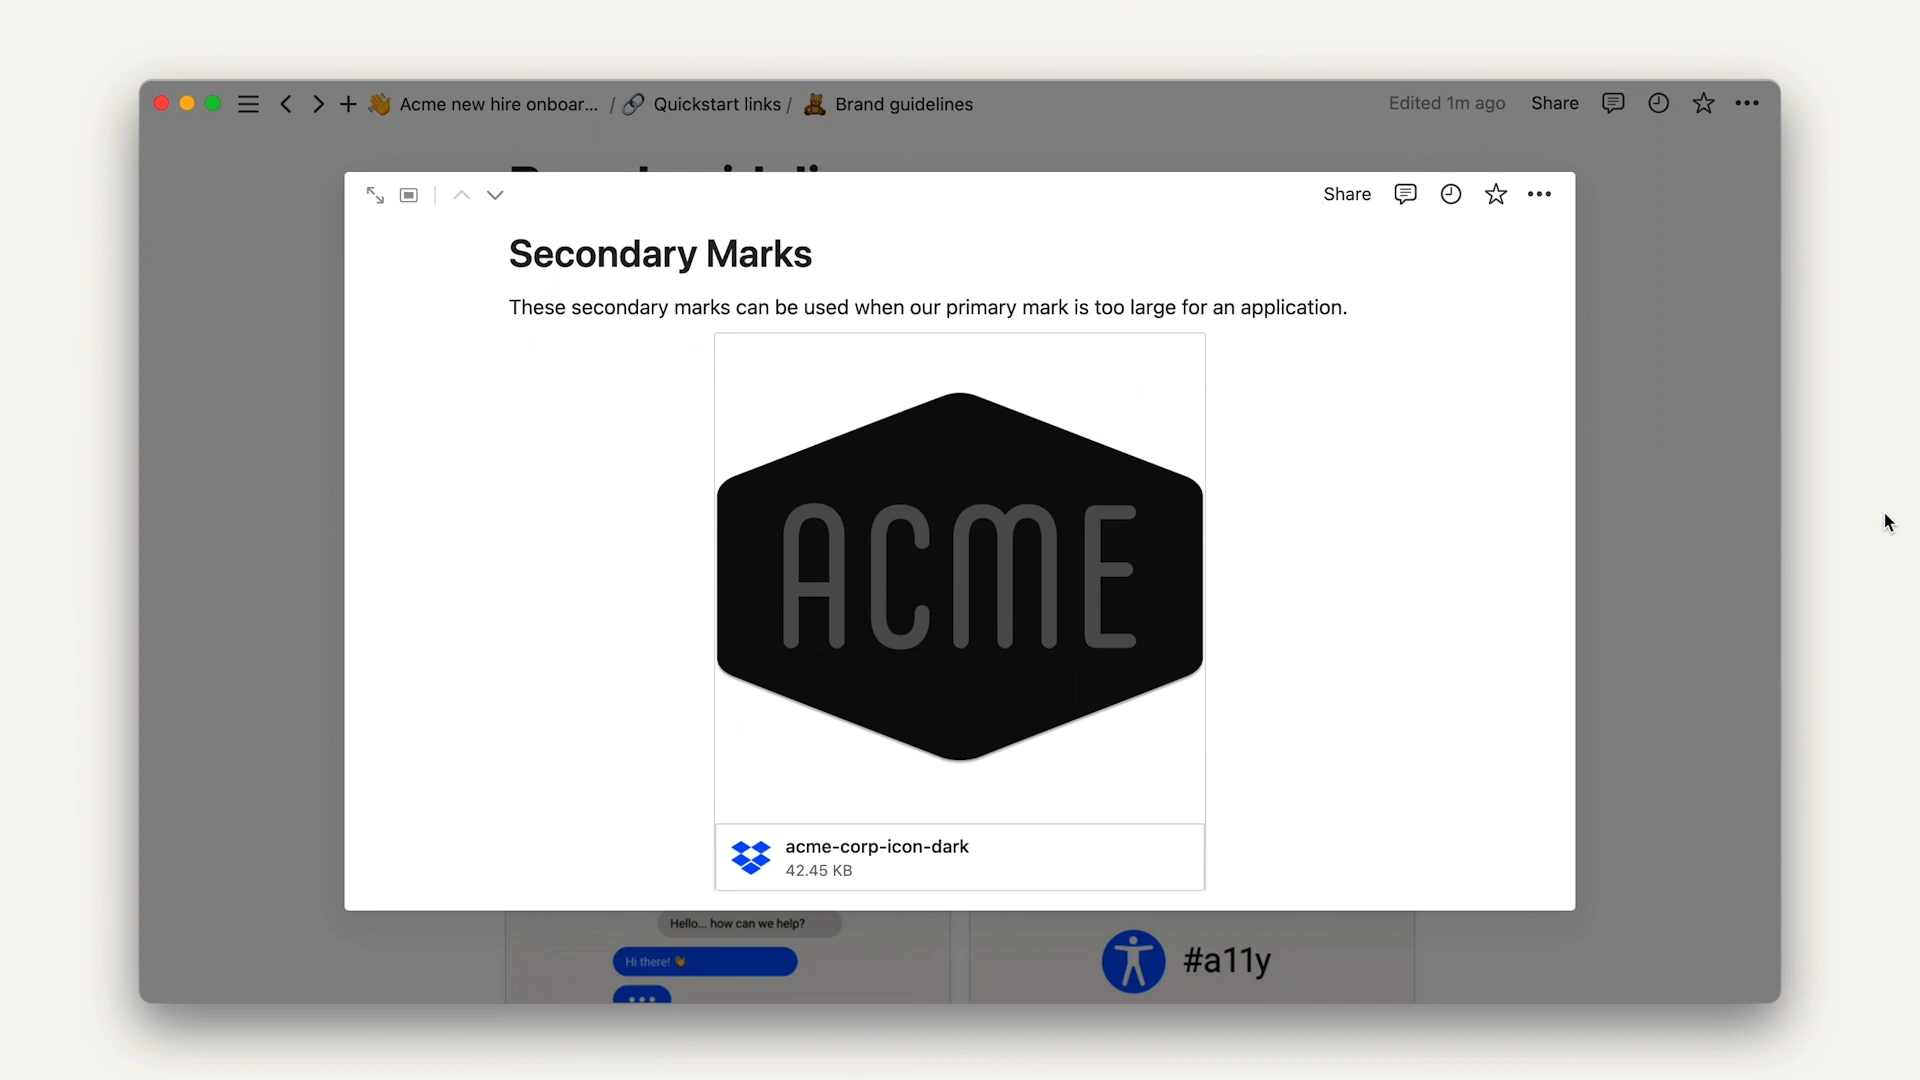 Acme new hire onboar... / Quickstart links / Brand guidelines
Edited 1m ago Share
Share
Secondary Marks
These secondary marks can be used when our primary mark is too large for an application.
ACME
acme-corp-icon-dark
42.45 KB
Hello... how can we help?
Hi there! 👋
#a11y